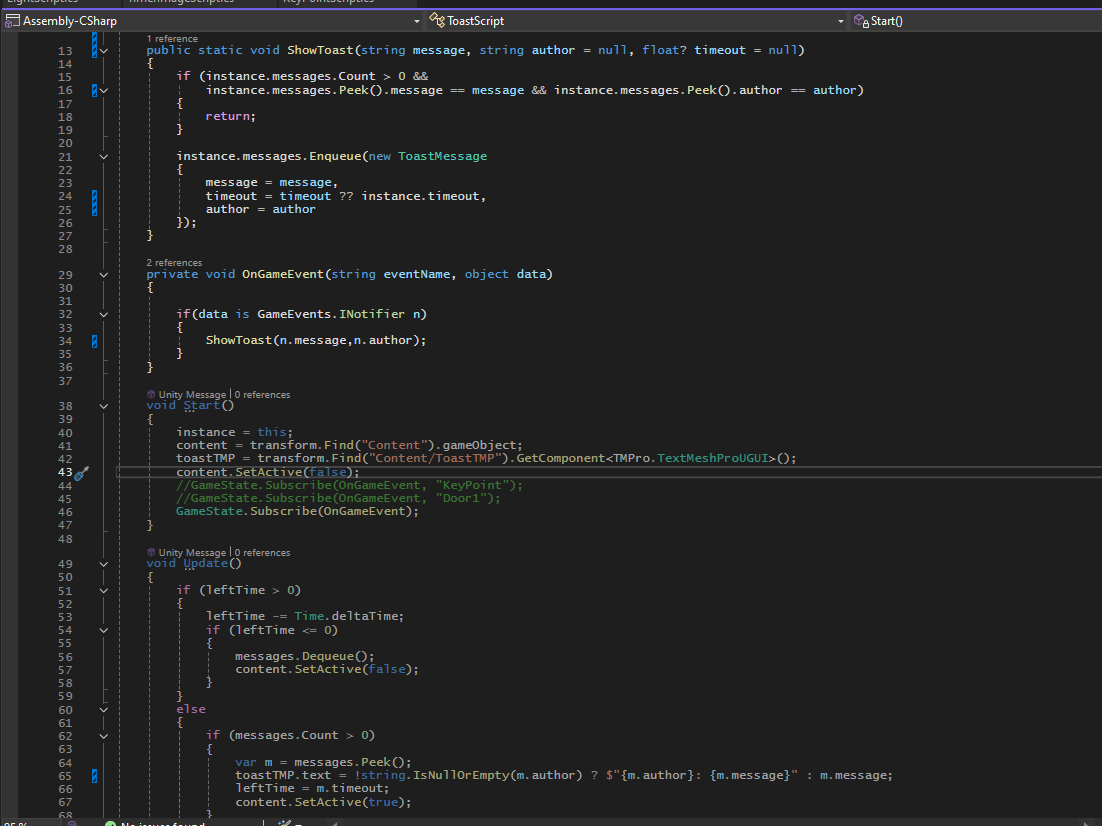 Assembly-CSharp ToastScript Start()
1 reference
13 public static void ShowToast(string message, string author = null, float? timeout = null)
14 {
15 if (instance.messages.Count > 0 &&
16 instance.messages.Peek().message == message && instance.messages.Peek().author == author)
17 {
18 return;
19 }
20
21 instance.messages.Enqueue(new ToastMessage
22 {
23 message = message,
24 timeout = timeout ?? instance.timeout,
25 author = author
26 });
27 }
28
2 references
29 private void OnGameEvent(string eventName, object data)
30 {
31
32 if(data is GameEvents.INotifier n)
33 {
34 ShowToast(n.message,n.author);
35 }
36 }
37
Unity Message | 0 references
38 void Start()
39 {
40 instance = this;
41 content = transform.Find("Content").gameObject;
42 toastTMP = transform.Find("Content/ToastTMP").GetComponent<TMPro.TextMeshProUGUI>();
43 content.SetActive(false);
44 //GameState.Subscribe(OnGameEvent, "KeyPoint");
45 //GameState.Subscribe(OnGameEvent, "Door1");
46 GameState.Subscribe(OnGameEvent);
47 }
48
Unity Message | 0 references
49 void Update()
50 {
51 if (leftTime > 0)
52 {
53 leftTime -= Time.deltaTime;
54 if (leftTime <= 0)
55 {
56 messages.Dequeue();
57 content.SetActive(false);
58 }
59 }
60 else
61 {
62 if (messages.Count > 0)
63 {
64 var m = messages.Peek();
65 toastTMP.text = !string.IsNullOrEmpty(m.author) ? $"{m.author}: {m.message}" : m.message;
66 leftTime = m.timeout;
67 content.SetActive(true);
68 }